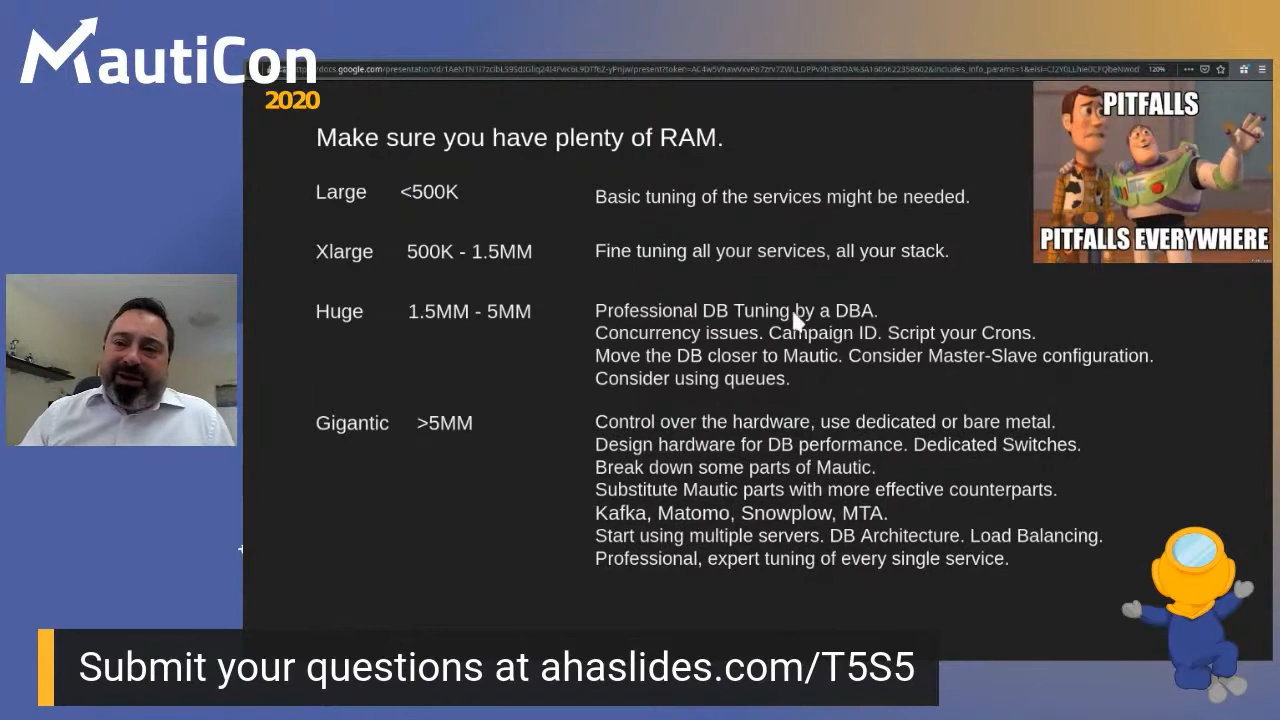 MautiCon
2020
Make sure you have plenty of RAM.
Large <500K Basic tuning of the services might be needed.
Xlarge 500K - 1.5MM Fine tuning all your services, all your stack.
Huge 1.5MM - 5MM Professional DB Tuning by a DBA.
Concurrency issues. Campaign ID. Script your Crons.
Move the DB closer to Mautic. Consider Master-Slave configuration.
Consider using queues.
Gigantic >5MM Control over the hardware, use dedicated or bare metal.
Design hardware for DB performance. Dedicated Switches.
Break down some parts of Mautic.
Substitute Mautic parts with more effective counterparts.
Kafka, Matomo, Snowplow, MTA.
Start using multiple servers. DB Architecture. Load Balancing.
Professional, expert tuning of every single service.
PITFALLS
PITFALLS EVERYWHERE
120%
Submit your questions at ahaslides.com/T5S5